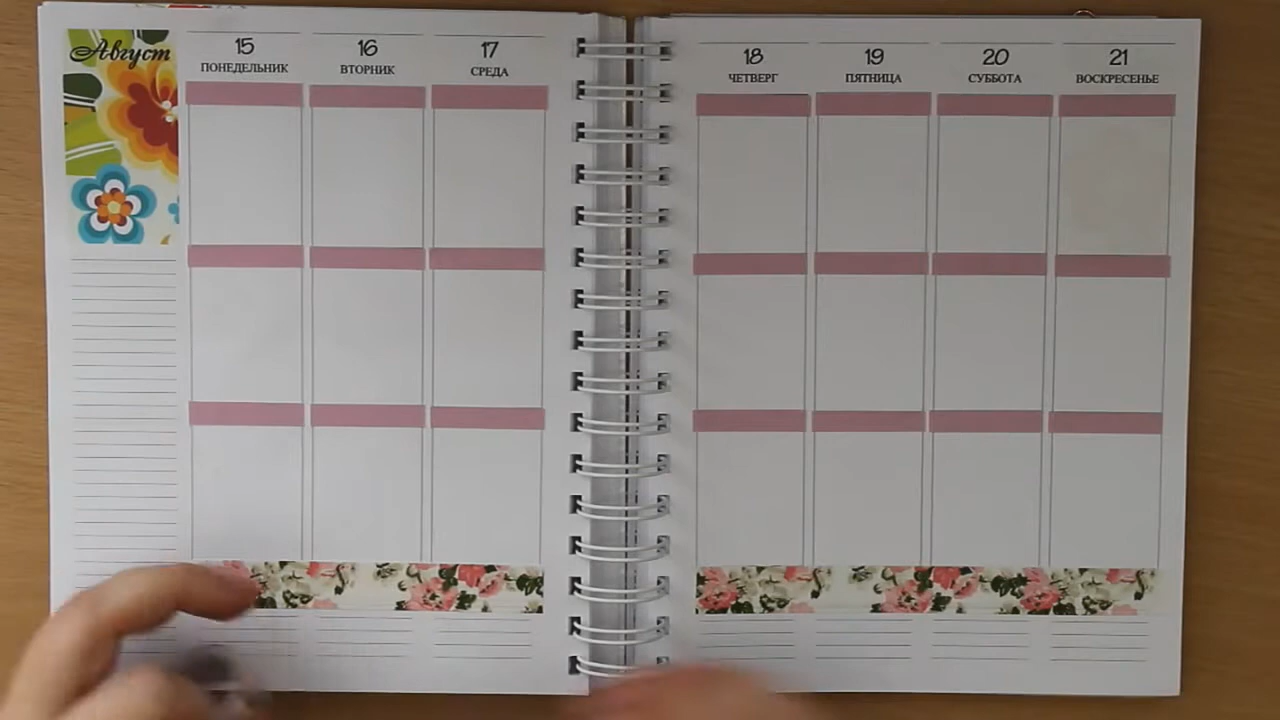 Август
15
ПОНЕДЕЛЬНИК
16
ВТОРНИК
17
СРЕДА
18
ЧЕТВЕРГ
19
ПЯТНИЦА
20
СУББОТА
21
ВОСКРЕСЕНЬЕ